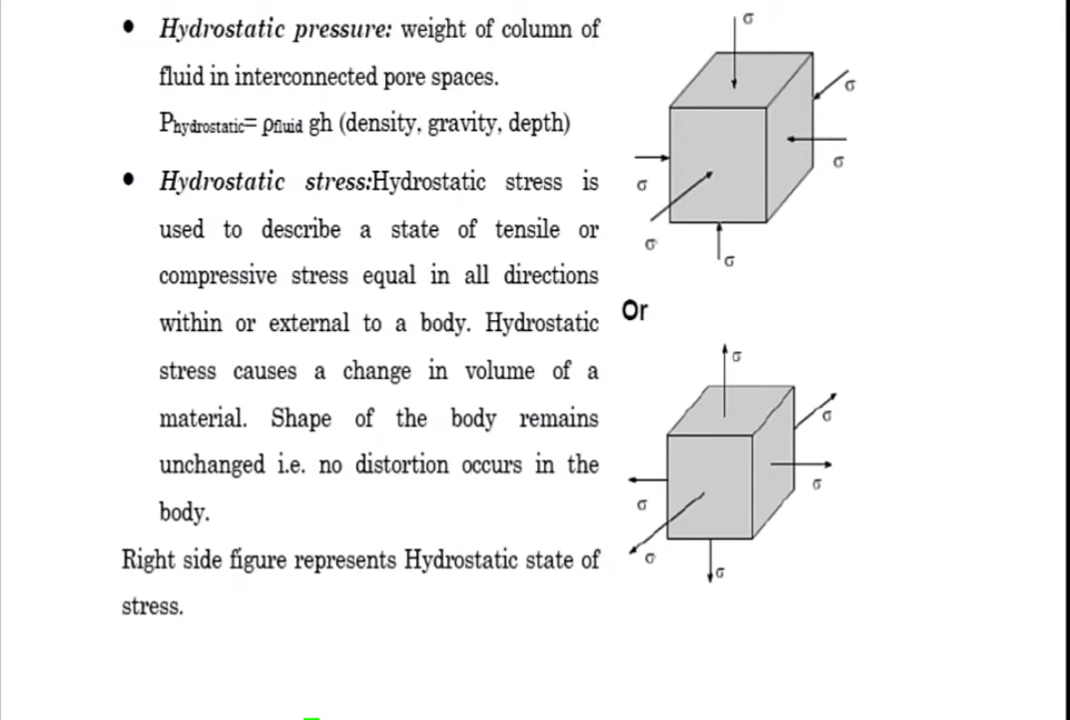 • Hydrostatic pressure: weight of column of
fluid in interconnected pore spaces.
Phydrostatic= ρfluid gh (density, gravity, depth)
• Hydrostatic stress:Hydrostatic stress is
used to describe a state of tensile or
compressive stress equal in all directions
within or external to a body. Hydrostatic
stress causes a change in volume of a
material. Shape of the body remains
unchanged i.e. no distortion occurs in the
body.
Right side figure represents Hydrostatic state of
stress.
σ
σ
σ
σ
σ
σ
Or
σ
σ
σ
σ
σ
σ